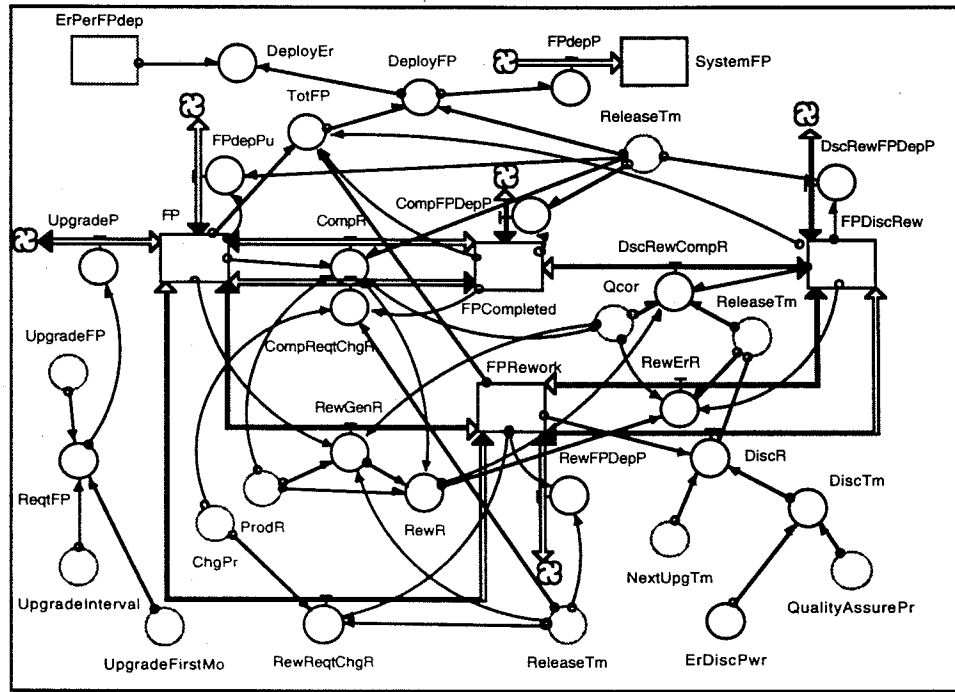 ErPerFPdep
DeployEr
DeployFP
FPdepP
SystemFP
TotFP
ReleaseTm
FPdepPu
DscRewFPDepP
CompFPDepP
UpgradeP
FP
CompR
FPDiscRew
DscRewCompR
FPCompleted
Qcor
ReleaseTm
UpgradeFP
CompReqtChgR
FPRework
RewErR
RewGenR
RewFPDepP
DiscR
DiscTm
ReqtFP
ProdR
RewR
ChgPr
NextUpgTm
UpgradeInterval
QualityAssurePr
UpgradeFirstMo
RewReqtChgR
ReleaseTm
ErDiscPwr